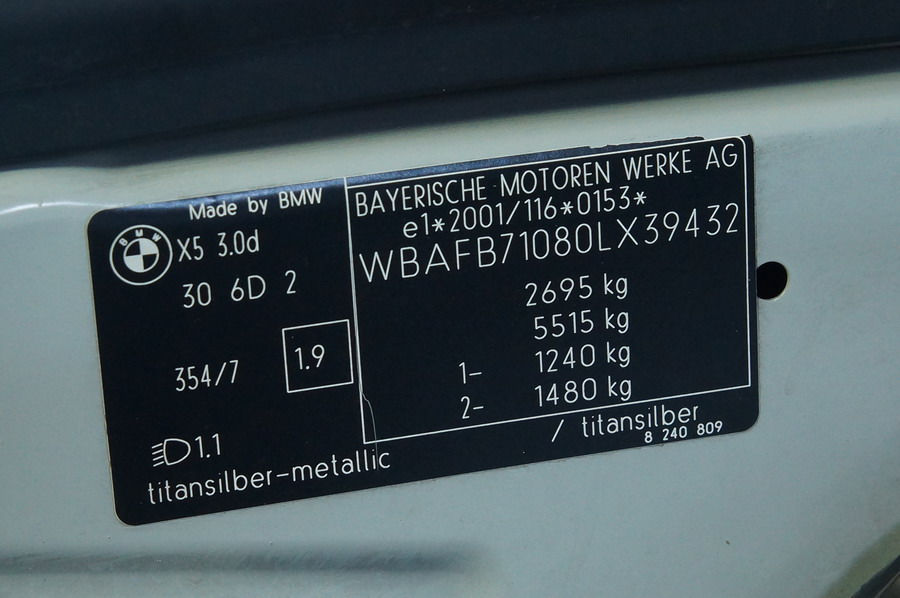 Made by BMW
BMW
X5 3.0d
30 6D 2
354/7
1.9
1.1
titansilber-metallic
BAYERISCHE MOTOREN WERKE AG
e1*2001/116*0153*
WBAFB71080LX39432
2695 kg
5515 kg
1- 1240 kg
2- 1480 kg
/ titansilber
8 240 809